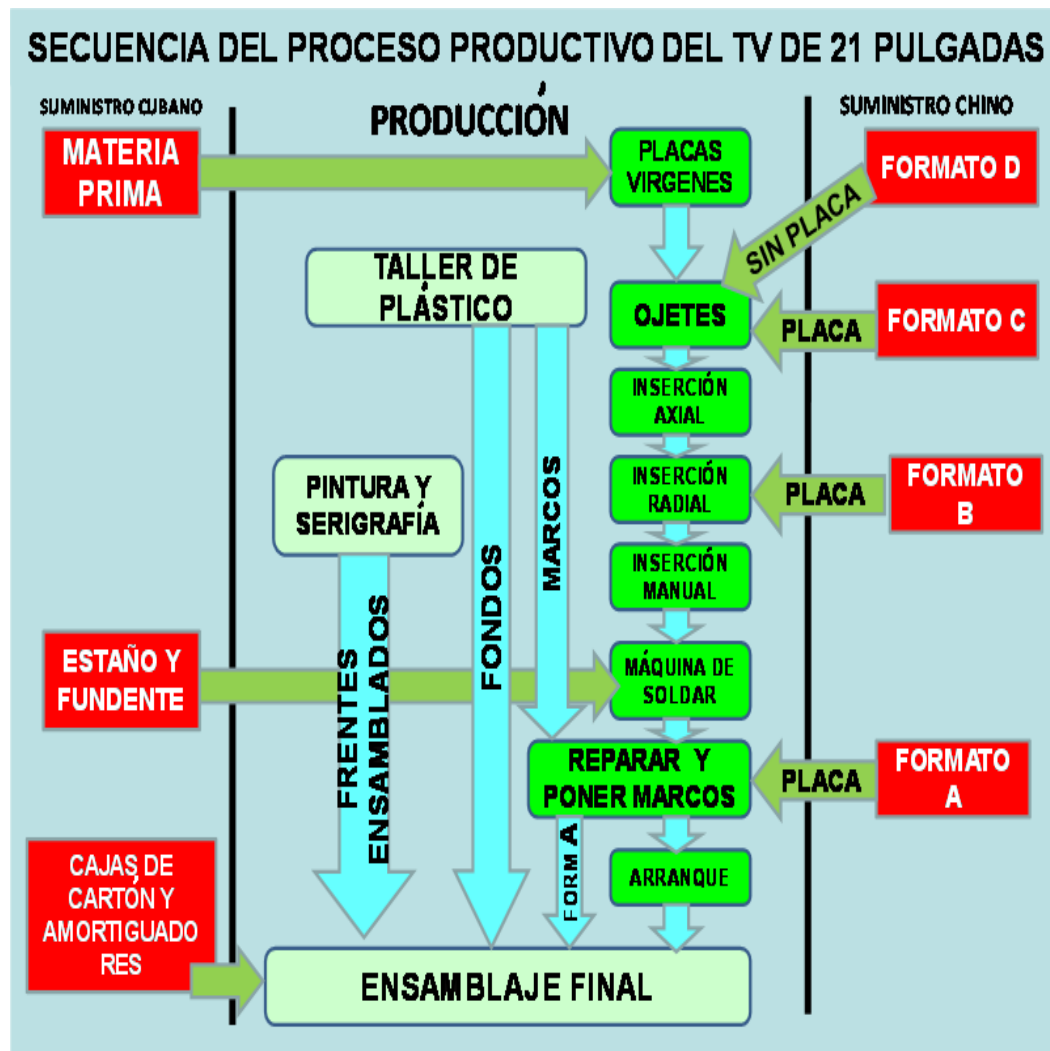 SECUENCIA DEL PROCESO PRODUCTIVO DEL TV DE 21 PULGADAS
SUMINISTRO CUBANO
PRODUCCIÓN
SUMINISTRO CHINO
MATERIA
PRIMA
PLACAS
VIRGENES
FORMATO D
SIN PLACA
TALLER DE
PLÁSTICO
OJETES
PLACA
FORMATO C
INSERCIÓN
AXIAL
PINTURA Y
SERIGRAFÍA
MARCOS
INSERCIÓN
RADIAL
PLACA
FORMATO
B
FONDOS
INSERCIÓN
MANUAL
FRENTES
ENSAMBLADOS
ESTAÑO Y
FUNDENTE
MÁQUINA DE
SOLDAR
REPARAR Y
PONER MARCOS
PLACA
FORMATO
A
FORM A
ARRANQUE
CAJAS DE
CARTÓN Y
AMORTIGUADO
RES
ENSAMBLAJE FINAL